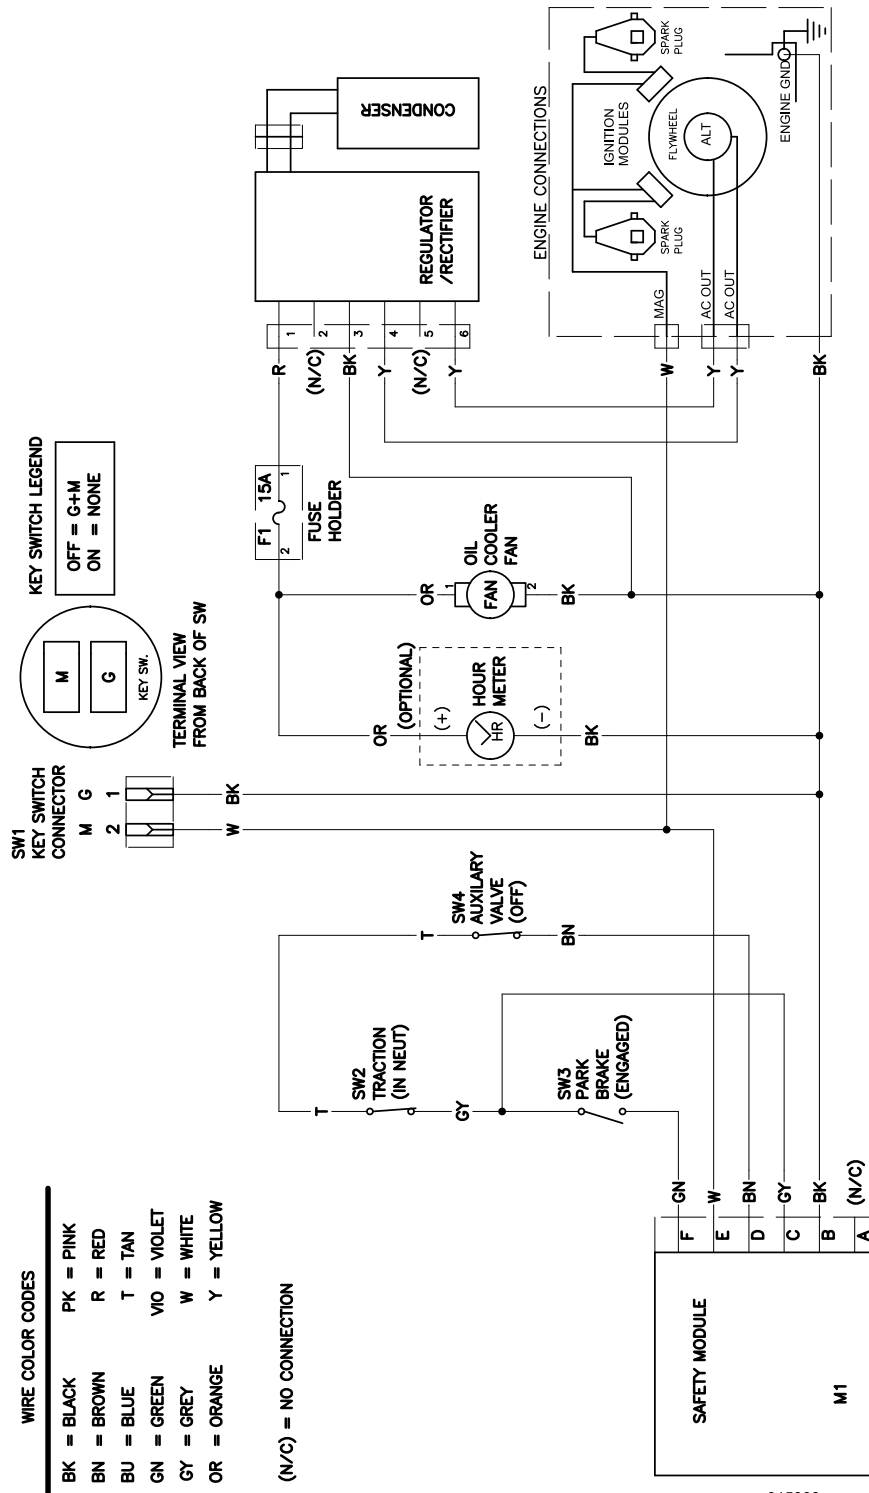 WIRE COLOR CODES
BK = BLACK
PK = PINK
BN = BROWN
R = RED
BU = BLUE
T = TAN
GN = GREEN
VIO = VIOLET
GY = GREY
W = WHITE
OR = ORANGE
Y = YELLOW
(N/C) = NO CONNECTION
SW1
KEY SWITCH
CONNECTOR
M G
2 1
W
BK
M
G
KEY SW.
TERMINAL VIEW
FROM BACK OF SW
KEY SWITCH LEGEND
OFF = G+M
ON = NONE
CONDENSER
REGULATOR
/RECTIFIER
1
2
3
4
5
6
R
(N/C)
BK
Y
(N/C)
Y
F1 15A
2
1
FUSE
HOLDER
OR
1
FAN
2
OIL
COOLER
FAN
BK
OR
(OPTIONAL)
(+)
HR
HOUR
METER
(-)
BK
T
SW2
TRACTION
(IN NEUT)
GY
SW3
PARK
BRAKE
(ENGAGED)
T
SW4
AUXILARY
VALVE
(OFF)
BN
ENGINE CONNECTIONS
SPARK
PLUG
IGNITION
MODULES
FLYWHEEL
ALT
ENGINE GND
SPARK
PLUG
MAG
AC OUT
AC OUT
W
Y
Y
BK
GN
W
BN
GY
BK
(N/C)
F
E
D
C
B
A
SAFETY MODULE
M1